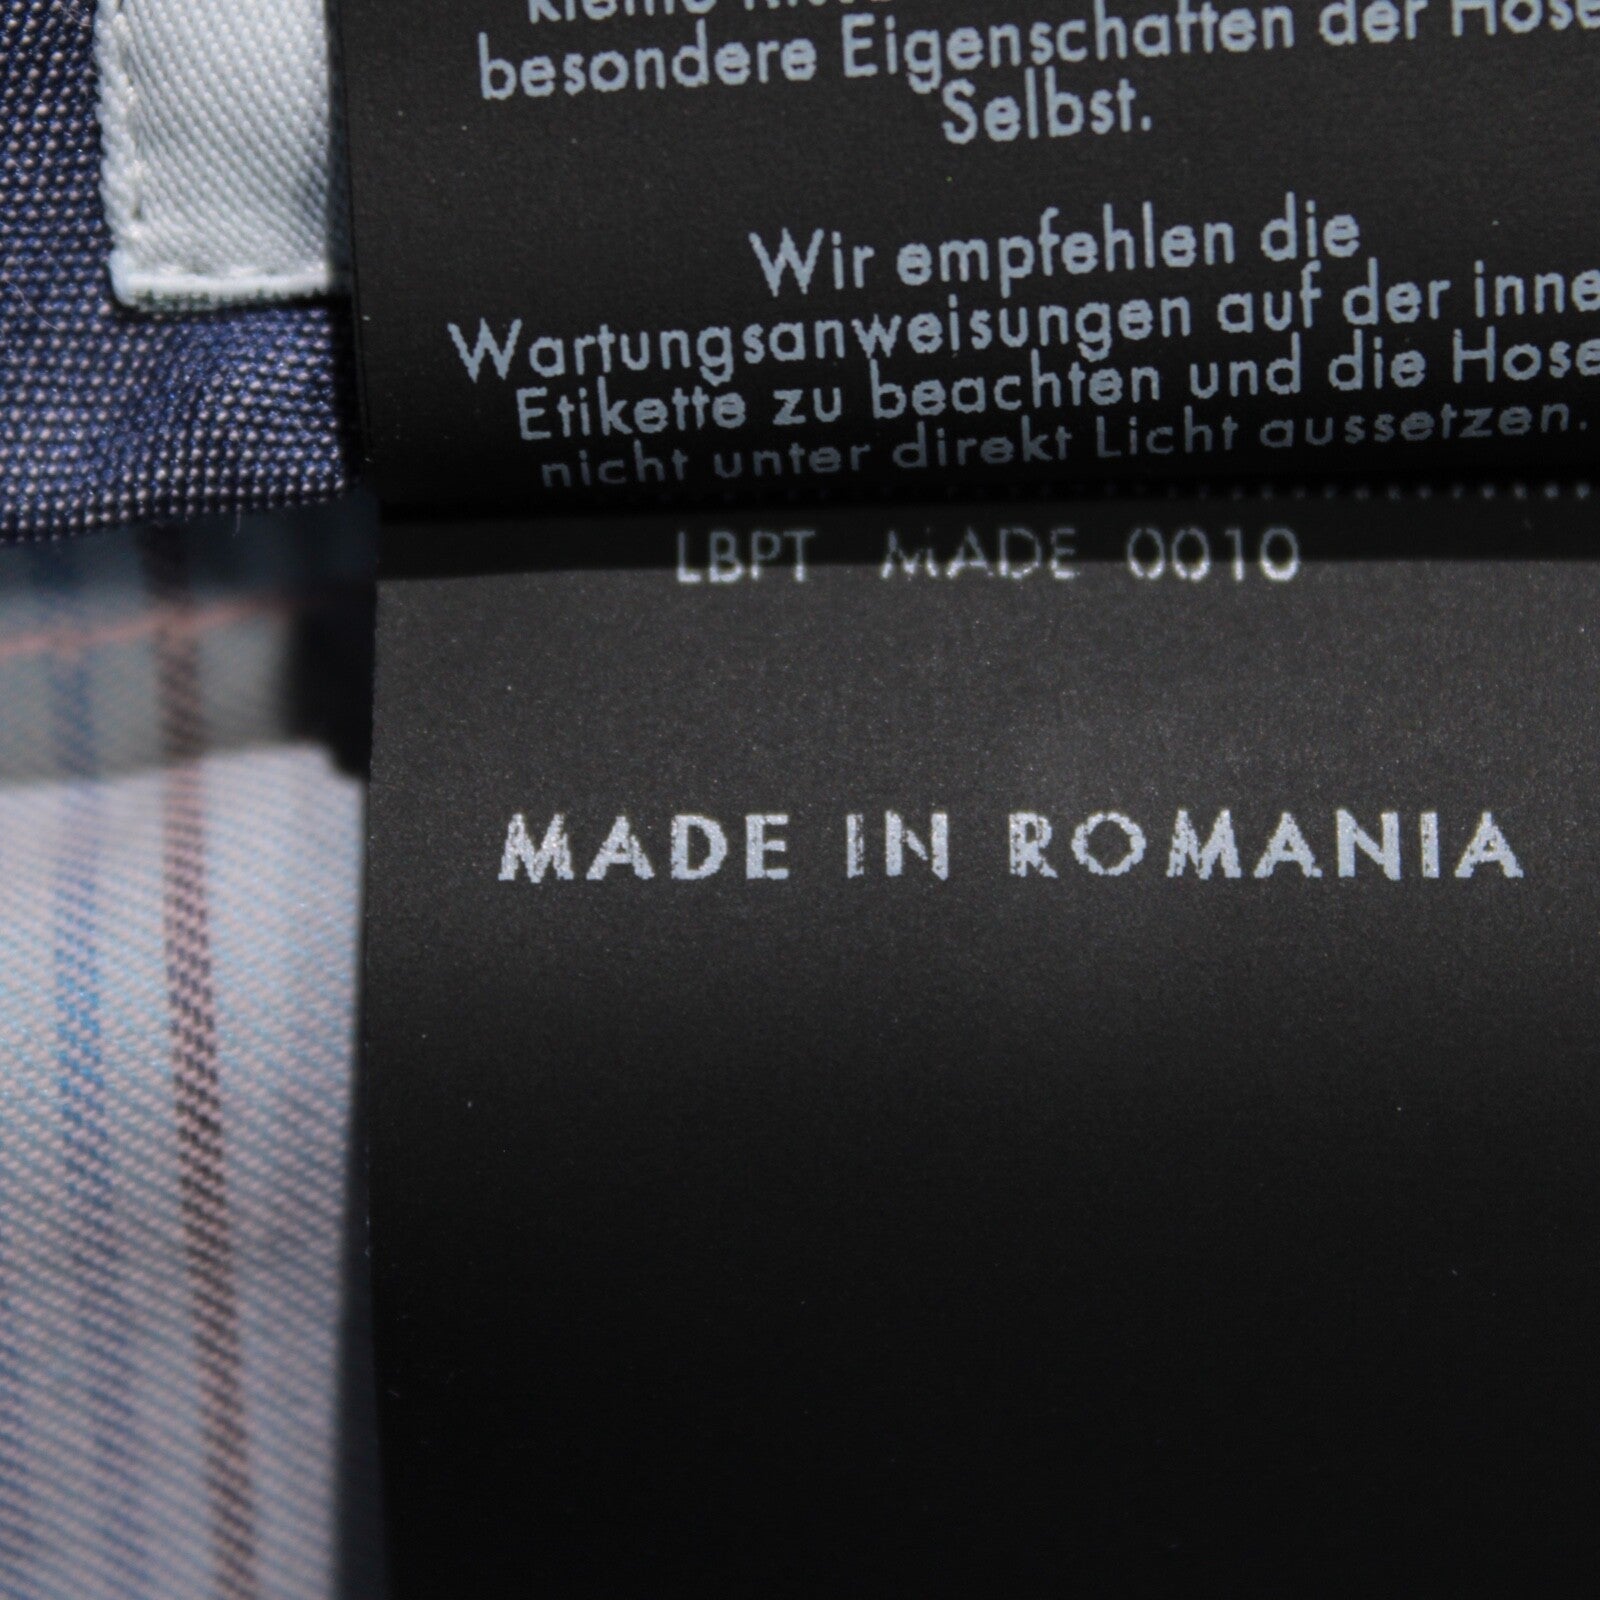 kleine
besondere Eigenschaften der Hose
Selbst.
Wir empfehlen die
Wartungsanweisungen auf der inne
Etikette zu beachten und die Hose
nicht unter direkt Licht aussetzen.
LBPT MADE 0010
MADE IN ROMANIA